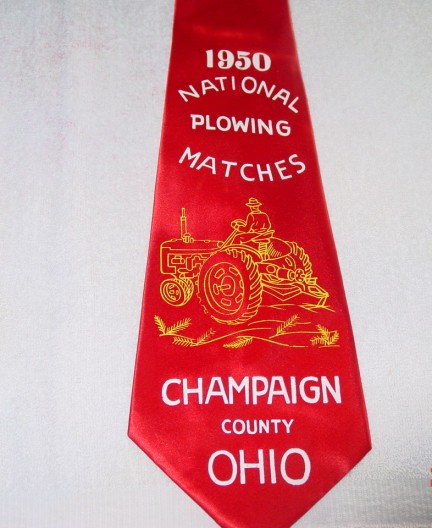 1950
NATIONAL
PLOWING
MATCHES
CHAMPAIGN
COUNTY
OHIO